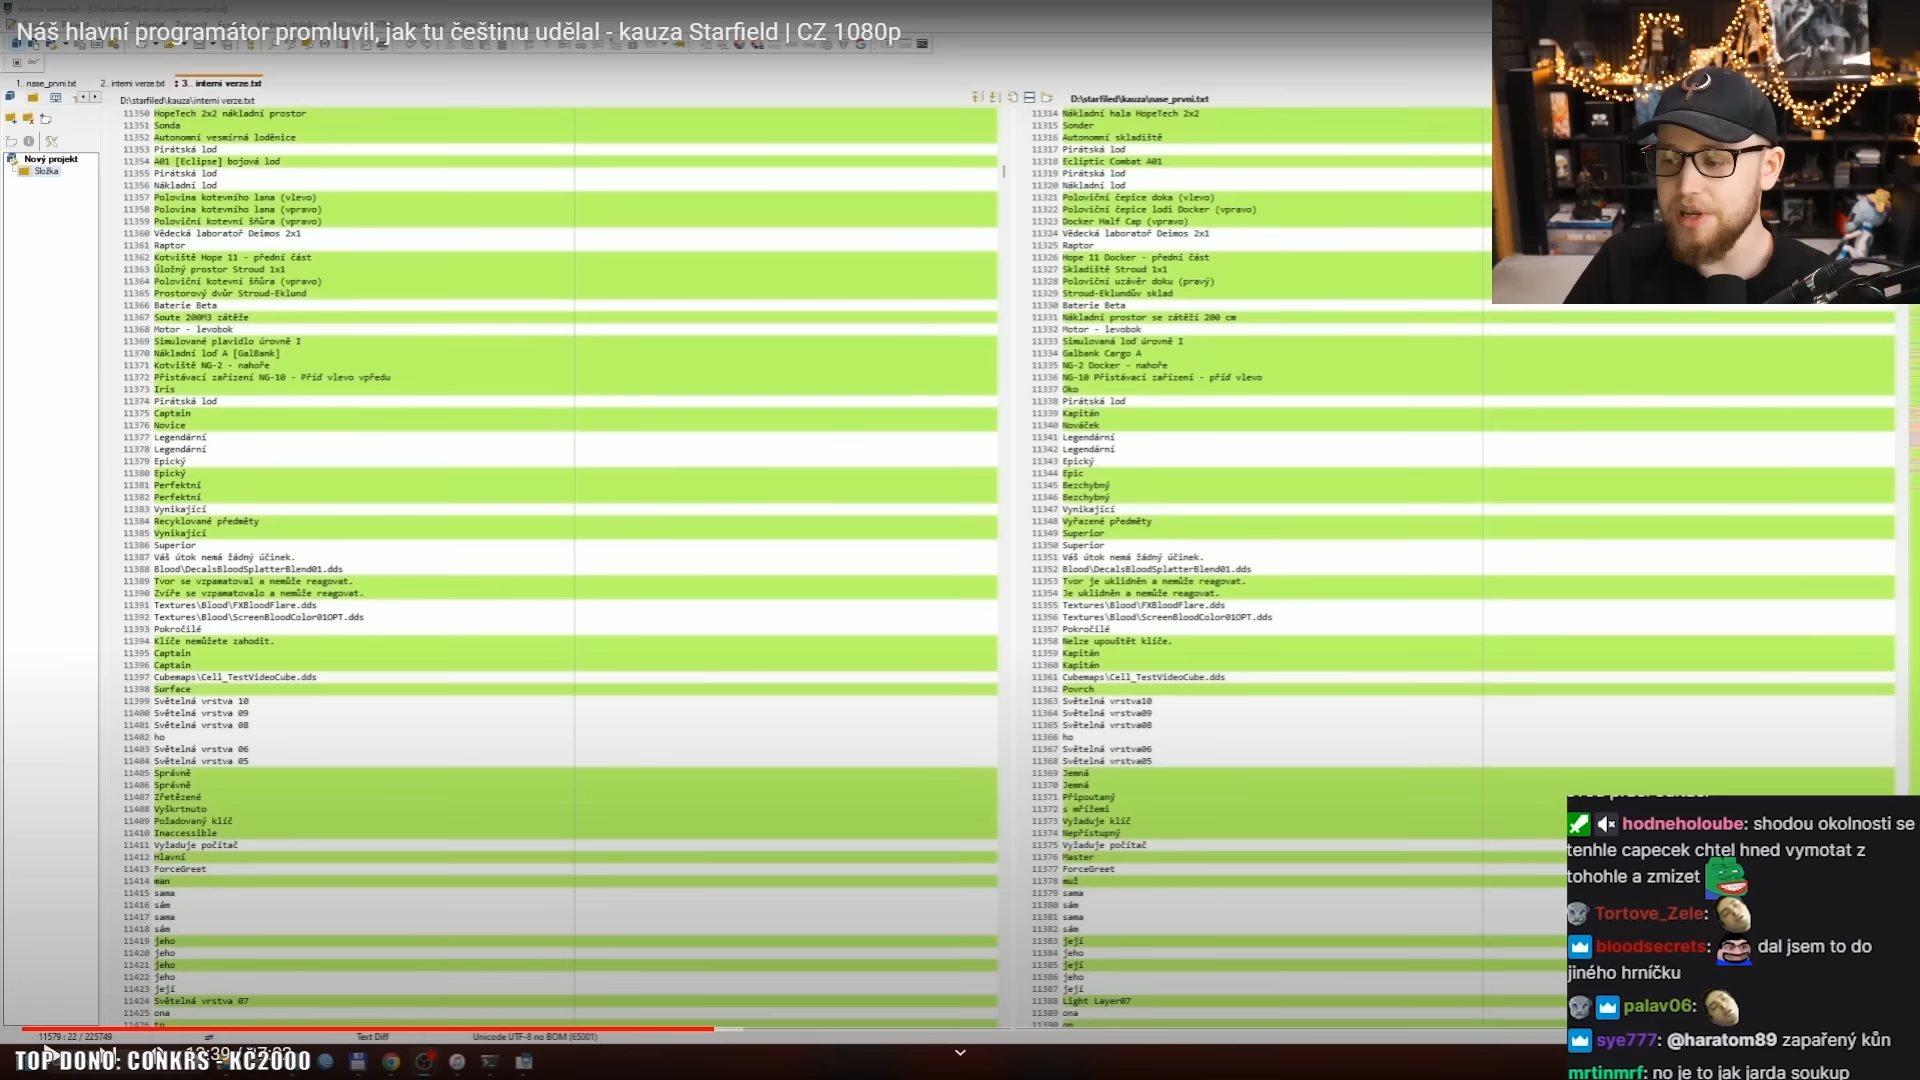 Náš hlavní programátor promluvil, jak tu češtinu udělal - kauza Starfield | CZ 1080p
1.. nase_prvni.txt
2.. interni verze.txt
3.. interni verze.txt
D:\starfiled\kauza\interni verze.txt
D:\starfiled\kauza\nase_prvni.txt
Nový projekt
Složka
11350 HopeTech 2x2 nákladní prostor
11351 Sonda
11352 Autonomní vesmírná loděnice
11353 Pirátská loď
11354 A01 [Eclipse] bojová loď
11355 Pirátská loď
11356 Nákladní loď
11357 Polovina kotevního lana (vlevo)
11358 Polovina kotevního lana (vpravo)
11359 Poloviční kotevní šňůra (vpravo)
11360 Vědecká laboratoř Deimos 2x1
11361 Raptor
11362 Kotviště Hope 11 - přední část
11363 Úložný prostor Stroud 1x1
11364 Poloviční kotevní šňůra (vpravo)
11365 Prostorový dvůr Stroud-Eklund
11366 Baterie Beta
11367 Soute 200M3 zátěže
11368 Motor - levobok
11369 Simulované plavidlo úrovně I
11370 Nákladní loď A [GalBank]
11371 Kotviště NG-2 - nahoře
11372 Přistávací zařízení NG-10 - Příď vlevo vpředu
11373 Iris
11374 Pirátská loď
11375 Captain
11376 Novice
11377 Legendární
11378 Legendární
11379 Epický
11380 Epický
11381 Perfektní
11382 Perfektní
11383 Vynikající
11384 Recyklované předměty
11385 Vynikající
11386 Superior
11387 Váš útok nemá žádný účinek.
11388 Blood\DecalsBloodSplatterBlend01.dds
11389 Tvor se vzpamatoval a nemůže reagovat.
11390 Zvíře se vzpamatovalo a nemůže reagovat.
11391 Textures\Blood\FXBloodFlare.dds
11392 Textures\Blood\ScreenBloodColor01OPT.dds
11393 Pokročilé
11394 Klíče nemůžete zahodit.
11395 Captain
11396 Captain
11397 Cubemaps\Cell_TestVideoCube.dds
11398 Surface
11399 Světelná vrstva 10
11400 Světelná vrstva 09
11401 Světelná vrstva 08
11402 ho
11403 Světelná vrstva 06
11404 Světelná vrstva 05
11405 Správně
11406 Správně
11407 Zřetězené
11408 Vyškrtnuto
11409 Požadovaný klíč
11410 Inaccessible
11411 Vyžaduje počítač
11412 Hlavní
11413 ForceGreet
11414 man
11415 sama
11416 sám
11417 sama
11418 sám
11419 jeho
11420 jeho
11421 jeho
11422 jeho
11423 její
11424 Světelná vrstva 07
11425 ona
11426 to
11314 Nákladní hala HopeTech 2x2
11315 Sonder
11316 Autonomní skladiště
11317 Pirátská loď
11318 Ecliptic Combat A01
11319 Pirátská loď
11320 Nákladní loď
11321 Poloviční čepice doka (vlevo)
11322 Poloviční čepice lodi Docker (vpravo)
11323 Docker Half Cap (vpravo)
11324 Vědecká laboratoř Deimos 2x1
11325 Raptor
11326 Hope 11 Docker - přední část
11327 Skladiště Stroud 1x1
11328 Poloviční uzávěr doku (pravý)
11329 Stroud-Eklundův sklad
11330 Baterie Beta
11331 Nákladní prostor se zátěží 200 cm
11332 Motor - levobok
11333 Simulovaná loď úrovně I
11334 Galbank Cargo A
11335 NG-2 Docker - nahoře
11336 NG-10 Přistávací zařízení - příď vlevo
11337 Oko
11338 Pirátská loď
11339 Kapitán
11340 Nováček
11341 Legendární
11342 Legendární
11343 Epický
11344 Epic
11345 Bezchybný
11346 Bezchybný
11347 Vynikající
11348 Vyřazené předměty
11349 Superior
11350 Superior
11351 Váš útok nemá žádný účinek.
11352 Blood\DecalsBloodSplatterBlend01.dds
11353 Tvor je uklidněn a nemůže reagovat.
11354 Je uklidněn a nemůže reagovat.
11355 Textures\Blood\FXBloodFlare.dds
11356 Textures\Blood\ScreenBloodColor01OPT.dds
11357 Pokročilé
11358 Nelze upouštět klíče.
11359 Kapitán
11360 Kapitán
11361 Cubemaps\Cell_TestVideoCube.dds
11362 Povrch
11363 Světelná vrstva10
11364 Světelná vrstva09
11365 Světelná vrstva08
11366 ho
11367 Světelná vrstva06
11368 Světelná vrstva05
11369 Jemná
11370 Jemná
11371 Připoutaný
11372 s mřížemi
11373 Vyžaduje klíč
11374 Nepřístupný
11375 Vyžaduje počítač
11376 Master
11377 ForceGreet
11378 muž
11379 sama
11380 sám
11381 sama
11382 sám
11383 její
11384 jeho
11385 její
11386 jeho
11387 její
11388 Light Layer07
11389 ona
11390 on
hodneholoube: shodou okolnosti se
tenhle capecek chtel hned vymotat z
tohohle a zmizet
Tortove_Zele:
bloodsecrets: dal jsem to do
jiného hrníčku
palav06:
sye777: @haratom89 zapařený kůn
mrtinmrf: no je to jak jarda soukup
11579 : 22 / 225749
Text Diff
Unicode UTF-8 no BOM (65001)
TOP DONO: CONKRS - KC2000